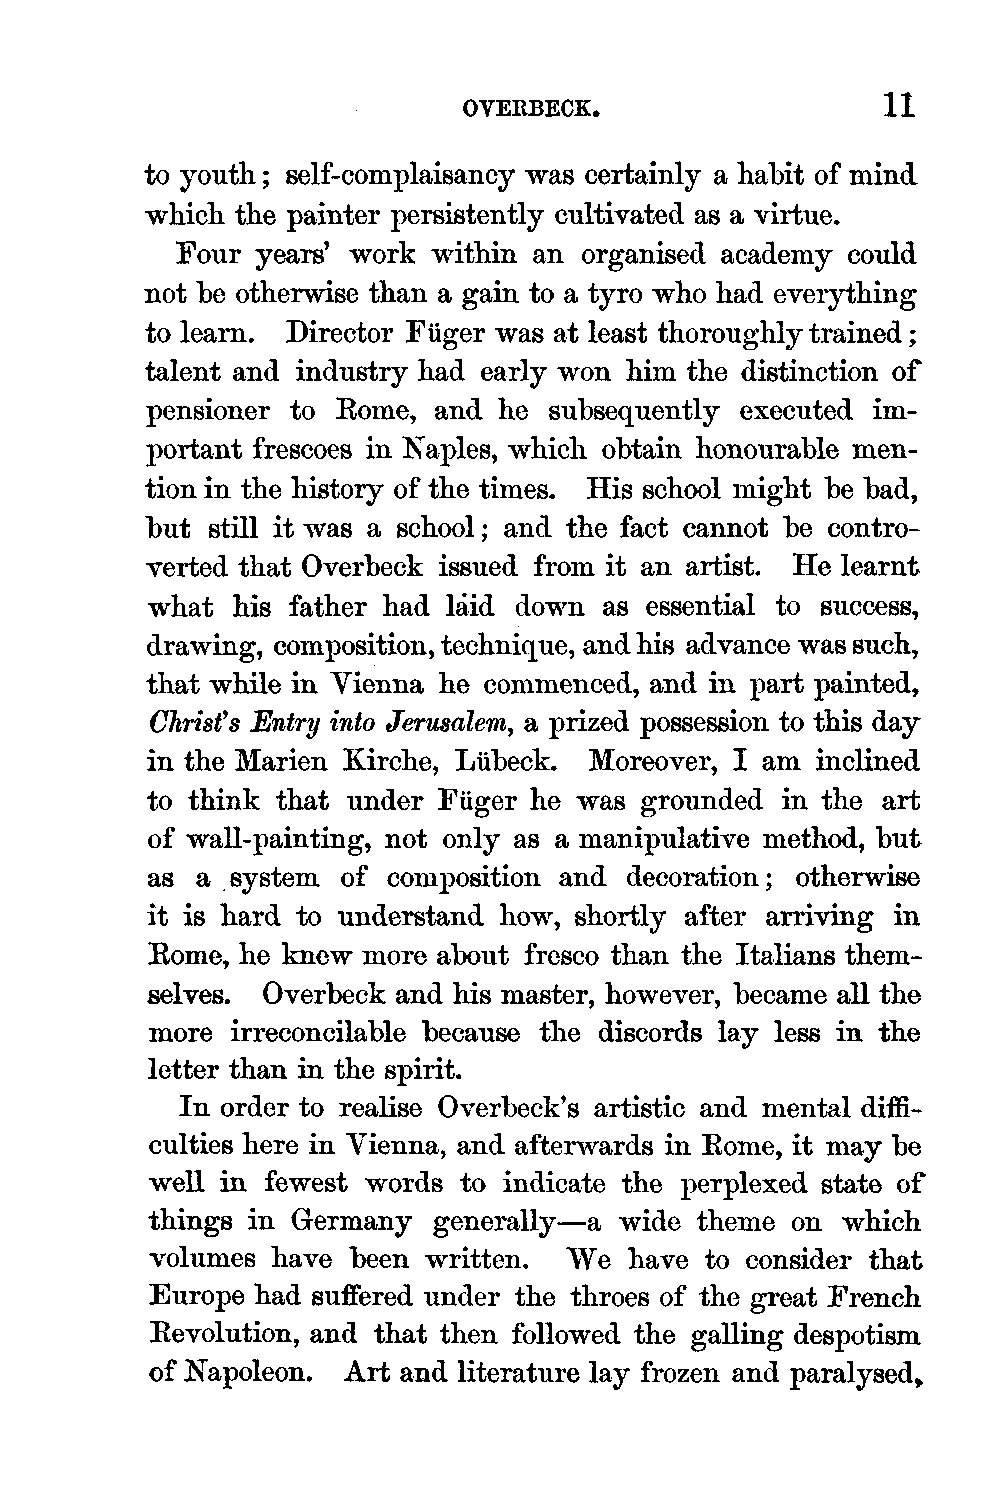 OVERBECK. 11
to youth; self-complaisancy was certainly a habit of mind
which the painter persistently cultivated as a virtue.
Four years' work within an organised academy could
not be otherwise than a gain to a tyro who had everything
to learn. Director Füger was at least thoroughly trained;
talent and industry had early won him the distinction of
pensioner to Rome, and he subsequently executed im-
portant frescoes in Naples, which obtain honourable men-
tion in the history of the times. His school might be bad,
but still it was a school; and the fact cannot be contro-
verted that Overbeck issued from it an artist. He learnt
what his father had laid down as essential to success,
drawing, composition, technique, and his advance was such,
that while in Vienna he commenced, and in part painted,
Christ's Entry into Jerusalem, a prized possession to this day
in the Marien Kirche, Lübeck. Moreover, I am inclined
to think that under Füger he was grounded in the art
of wall-painting, not only as a manipulative method, but
as a system of composition and decoration; otherwise
it is hard to understand how, shortly after arriving in
Rome, he knew more about fresco than the Italians them-
selves. Overbeck and his master, however, became all the
more irreconcilable because the discords lay less in the
letter than in the spirit.
In order to realise Overbeck's artistic and mental diffi-
culties here in Vienna, and afterwards in Rome, it may be
well in fewest words to indicate the perplexed state of
things in Germany generally—a wide theme on which
volumes have been written. We have to consider that
Europe had suffered under the throes of the great French
Revolution, and that then followed the galling despotism
of Napoleon. Art and literature lay frozen and paralysed,